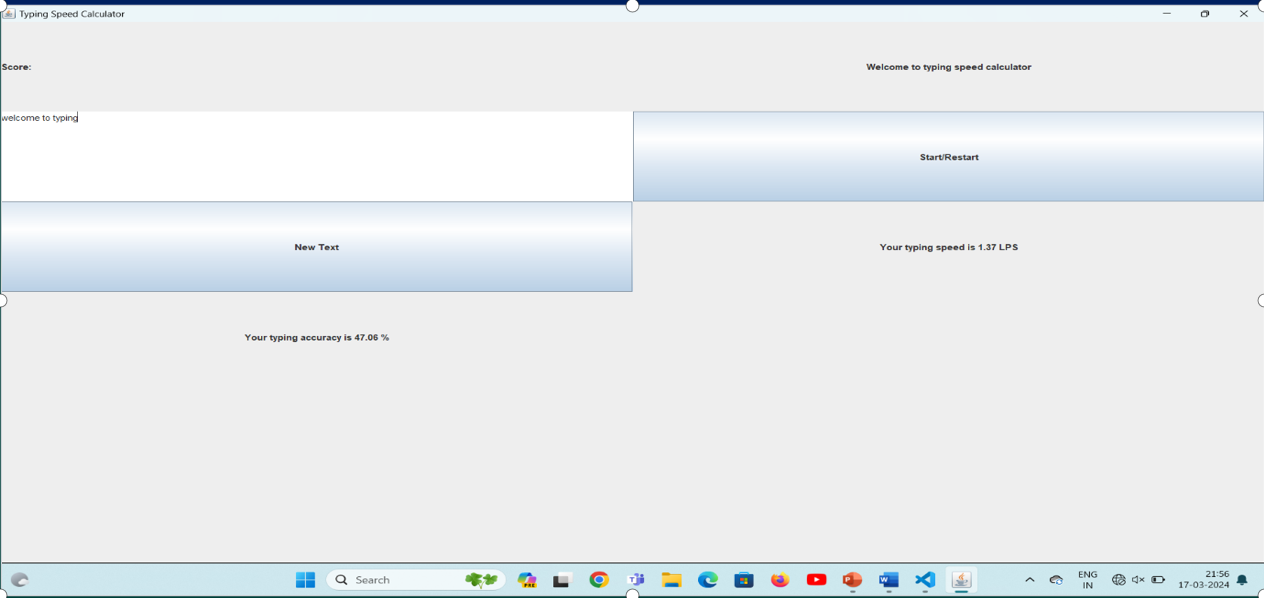 Typing Speed Calculator
Score:
Welcome to typing speed calculator
welcome to typing
Start/Restart
New Text
Your typing speed is 1.37 LPS
Your typing accuracy is 47.06 %
Search
PRE
ENG
IN
21:56
17-03-2024